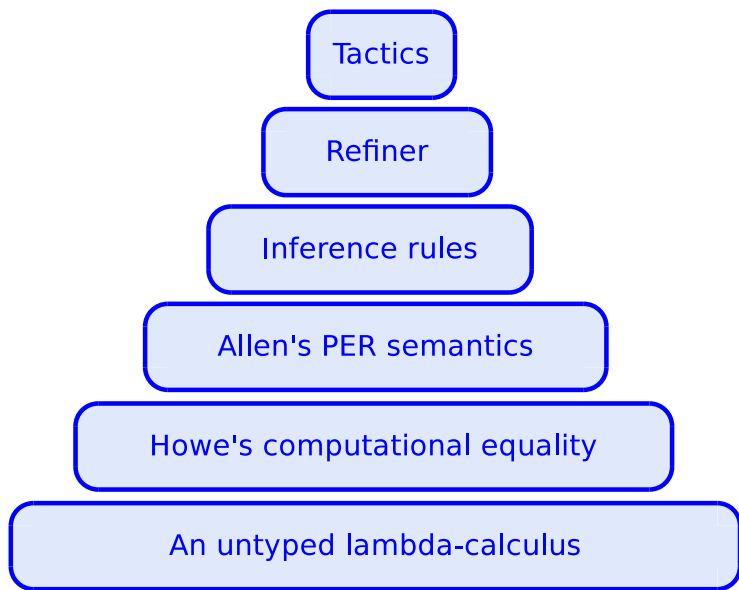 Tactics
Refiner
Inference rules
Allen's PER semantics
Howe's computational equality
An untyped lambda-calculus